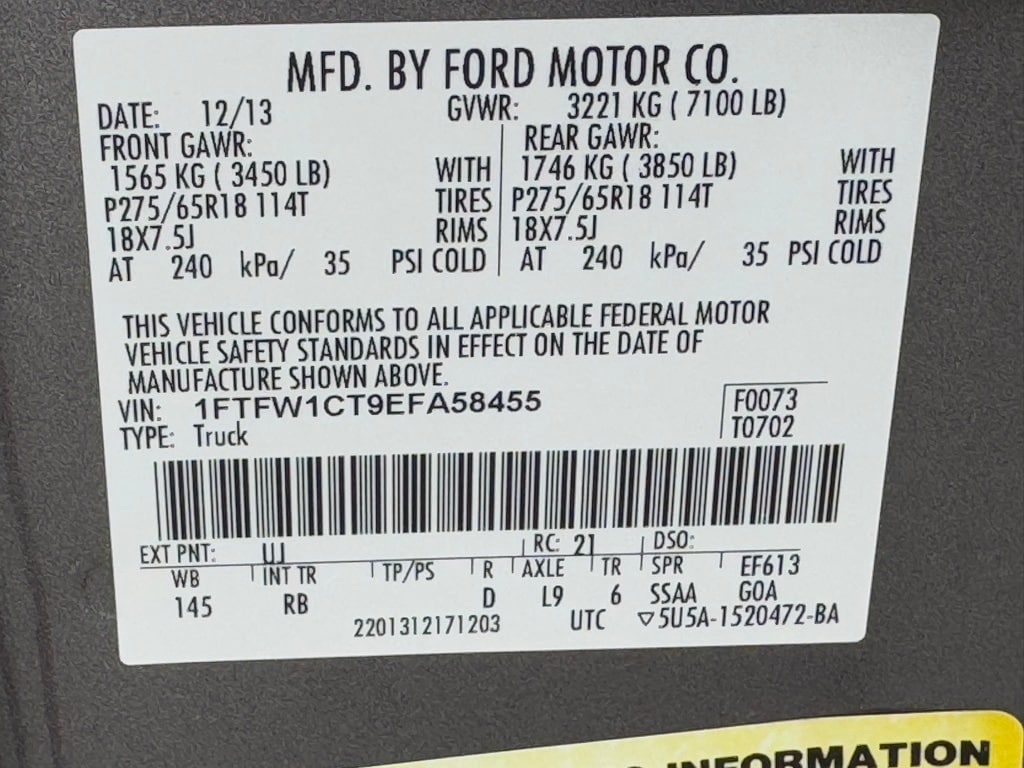 MFD. BY FORD MOTOR CO.
DATE: 12/13 GVWR: 3221 KG ( 7100 LB)
FRONT GAWR: REAR GAWR:
1565 KG ( 3450 LB) WITH 1746 KG ( 3850 LB) WITH
P275/65R18 114T TIRES P275/65R18 114T TIRES
18X7.5J RIMS 18X7.5J RIMS
AT 240 kPa/ 35 PSI COLD AT 240 kPa/ 35 PSI COLD
THIS VEHICLE CONFORMS TO ALL APPLICABLE FEDERAL MOTOR
VEHICLE SAFETY STANDARDS IN EFFECT ON THE DATE OF
MANUFACTURE SHOWN ABOVE.
VIN: 1FTFW1CT9EFA58455 F0073
TYPE: Truck T0702
EXT PNT: UJ RC: 21 DSO:
WB INT TR TP/PS R AXLE TR SPR EF613
145 RB D L9 6 SSAA GOA
2201312171203 UTC ▽5U5A-1520472-BA
INFORMATION